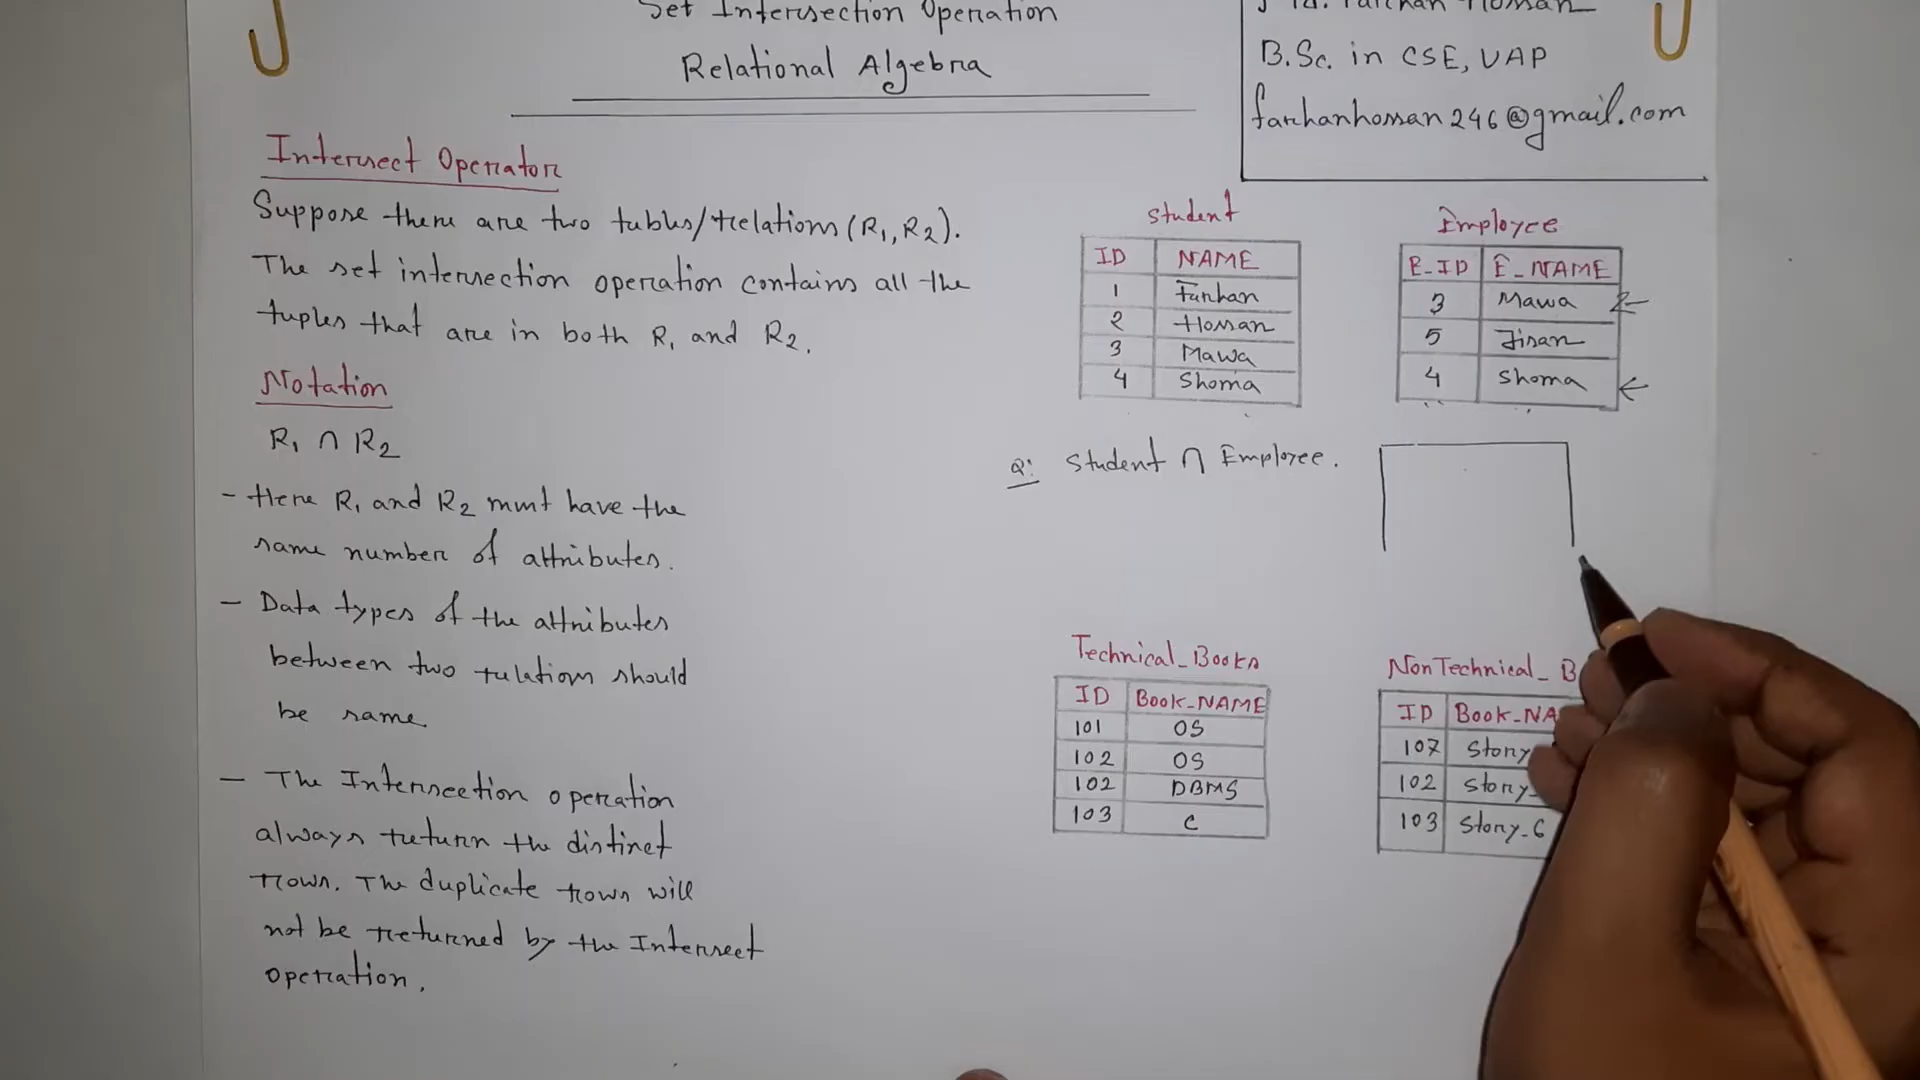 Set Intersection Operation
Relational Algebra
Md. Farhan Hossan
B.Sc. in CSE, UAP
farhanhossan246@gmail.com
Intersect Operator
Suppose there are two tables/relations (R1, R2).
The set intersection operation contains all the
tuples that are in both R1 and R2.
Notation
R1 ∩ R2
- Here R1 and R2 must have the
same number of attributes.
- Data types of the attributes
between two relations should
be same.
- The Intersection operation
always return the distinct
rows. The duplicate rows will
not be returned by the Intersect
operation.
Student
ID NAME
1 Farhan
2 Hossan
3 Mawa
4 Shoma
Employee
E_ID E_NAME
3 Mawa
5 Jisan
4 Shoma
Q: Student ∩ Employee.
Technical_Books
ID Book_NAME
101 OS
102 OS
102 DBMS
103 C
NonTechnical_B
ID Book_NA
107 Story
102 Story_
103 Story_C